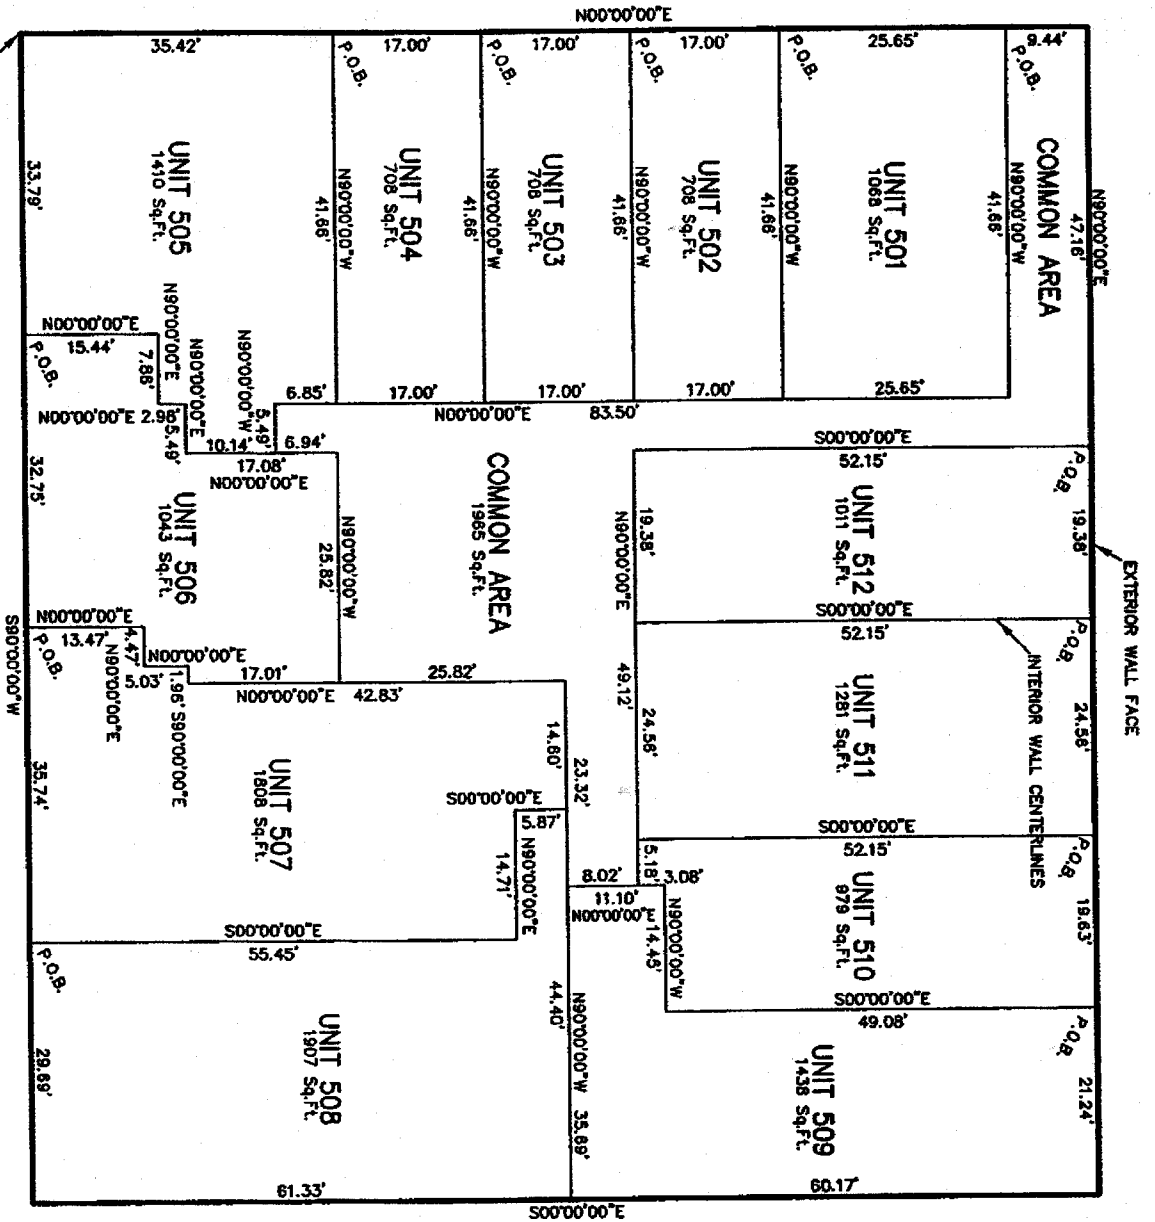 N00°00'00"E
35.42'
17.00'
17.00'
17.00'
25.65'
9.44'
P.O.B.
P.O.B.
P.O.B.
P.O.B.
P.O.B.
N90°00'00"E
47.16'
COMMON AREA
N90°00'00"W
41.66'
UNIT 501
1068 Sq.Ft.
N90°00'00"W
41.66'
UNIT 502
708 Sq.Ft.
N90°00'00"W
41.66'
UNIT 503
708 Sq.Ft.
N90°00'00"W
41.66'
UNIT 504
708 Sq.Ft.
N90°00'00"W
41.66'
UNIT 505
1410 Sq.Ft.
33.79'
N00°00'00"E
15.44'
P.O.B.
N90°00'00"E
7.86'
N00°00'00"E 2.98'
N90°00'00"E
5.49'
N90°00'00"W
5.49'
6.85'
17.00'
17.00'
17.00'
25.65'
N00°00'00"E
83.50'
10.14'
6.94'
17.08'
N00°00'00"E
COMMON AREA
1965 Sq.Ft.
S00°00'00"E
52.15'
P.O.B.
19.38'
UNIT 512
1011 Sq.Ft.
19.38'
N90°00'00"E
EXTERIOR WALL FACE
32.75'
UNIT 506
1043 Sq.Ft.
N90°00'00"W
25.82'
S00°00'00"E
52.15'
P.O.B.
INTERIOR WALL CENTERLINES
N00°00'00"E
13.47'
P.O.B.
4.47'
N90°00'00"E
N00°00'00"E
5.03'
1.96' S90°00'00"E
17.01'
25.82'
N00°00'00"E
42.83'
49.12'
24.56'
UNIT 511
1281 Sq.Ft.
24.56'
S90°00'00"W
35.74'
UNIT 507
1808 Sq.Ft.
14.60'
23.32'
S00°00'00"E
5.87'
14.71'
N90°00'00"E
S00°00'00"E
52.15'
P.O.B.
5.18'
8.02'
3.08'
11.10'
N00°00'00"E
14.45'
N90°00'00"W
UNIT 510
979 Sq.Ft.
19.63'
S00°00'00"E
55.45'
P.O.B.
S00°00'00"E
49.08'
P.O.B.
29.69'
UNIT 508
1907 Sq.Ft.
44.40'
N90°00'00"W
35.69'
UNIT 509
1438 Sq.Ft.
21.24'
61.33'
60.17'
S00°00'00"E